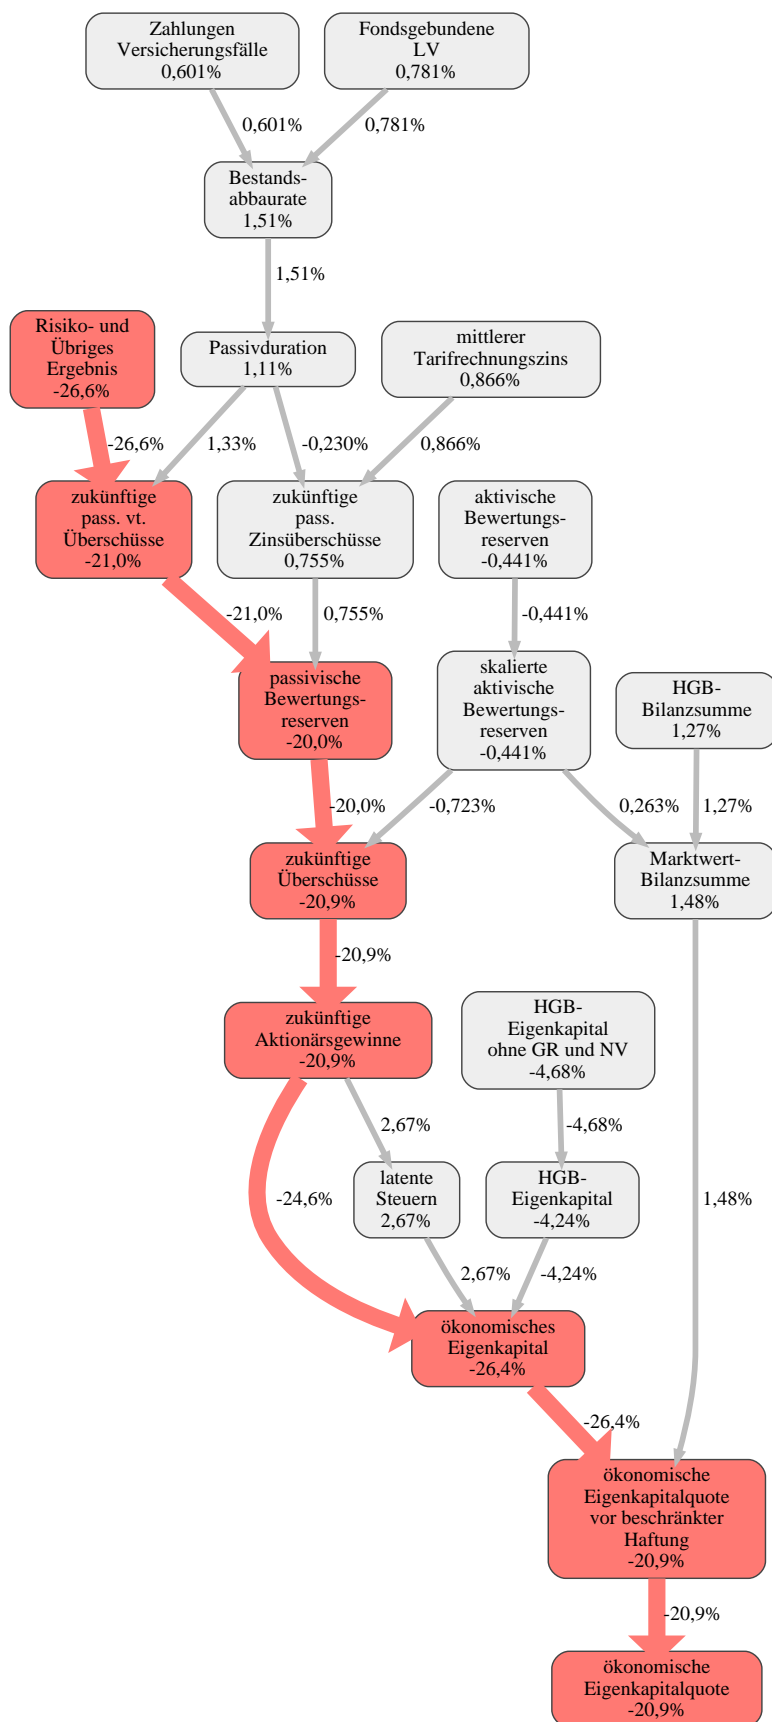 Zahlungen
Versicherungsfälle
0,601%
Fondsgebundene
LV
0,781%
0,601%
0,781%
Bestands-
abbaurate
1,51%
1,51%
Risiko- und
Übriges
Ergebnis
-26,6%
Passivduration
1,11%
mittlerer
Tarifrechnungszins
0,866%
-26,6%
1,33%
-0,230%
0,866%
zukünftige
pass. vt.
Überschüsse
-21,0%
zukünftige
pass.
Zinsüberschüsse
0,755%
aktivische
Bewertungs-
reserven
-0,441%
-21,0%
0,755%
-0,441%
passivische
Bewertungs-
reserven
-20,0%
skalierte
aktivische
Bewertungs-
reserven
-0,441%
HGB-
Bilanzsumme
1,27%
-20,0%
-0,723%
0,263%
1,27%
zukünftige
Überschüsse
-20,9%
Marktwert-
Bilanzsumme
1,48%
-20,9%
zukünftige
Aktionärsgewinne
-20,9%
HGB-
Eigenkapital
ohne GR und NV
-4,68%
2,67%
-4,68%
-24,6%
latente
Steuern
2,67%
HGB-
Eigenkapital
-4,24%
1,48%
2,67%
-4,24%
ökonomisches
Eigenkapital
-26,4%
-26,4%
ökonomische
Eigenkapitalquote
vor beschränkter
Haftung
-20,9%
-20,9%
ökonomische
Eigenkapitalquote
-20,9%